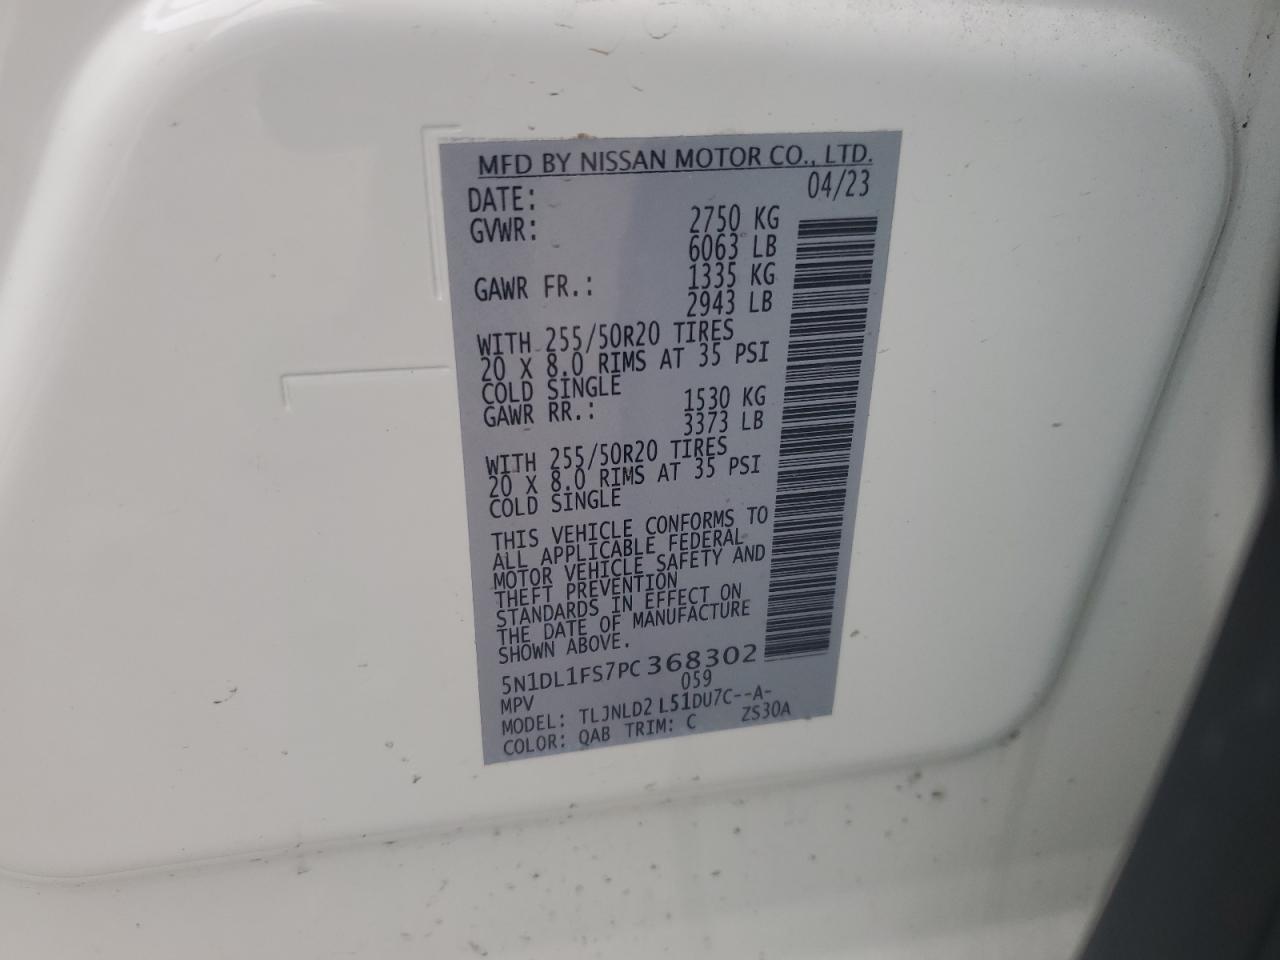 MFD BY NISSAN MOTOR CO., LTD.
DATE: 04/23
GVWR: 2750 KG
6063 LB
GAWR FR.: 1335 KG
2943 LB
WITH 255/50R20 TIRES
20 X 8.0 RIMS AT 35 PSI
COLD SINGLE
GAWR RR.: 1530 KG
3373 LB
WITH 255/50R20 TIRES
20 X 8.0 RIMS AT 35 PSI
COLD SINGLE
THIS VEHICLE CONFORMS TO
ALL APPLICABLE FEDERAL
MOTOR VEHICLE SAFETY AND
THEFT PREVENTION
STANDARDS IN EFFECT ON
THE DATE OF MANUFACTURE
SHOWN ABOVE.
5N1DL1FS7PC368302
MPV 059
MODEL: TLJNLD2 L51DU7C--A-
COLOR: QAB TRIM: C ZS30A